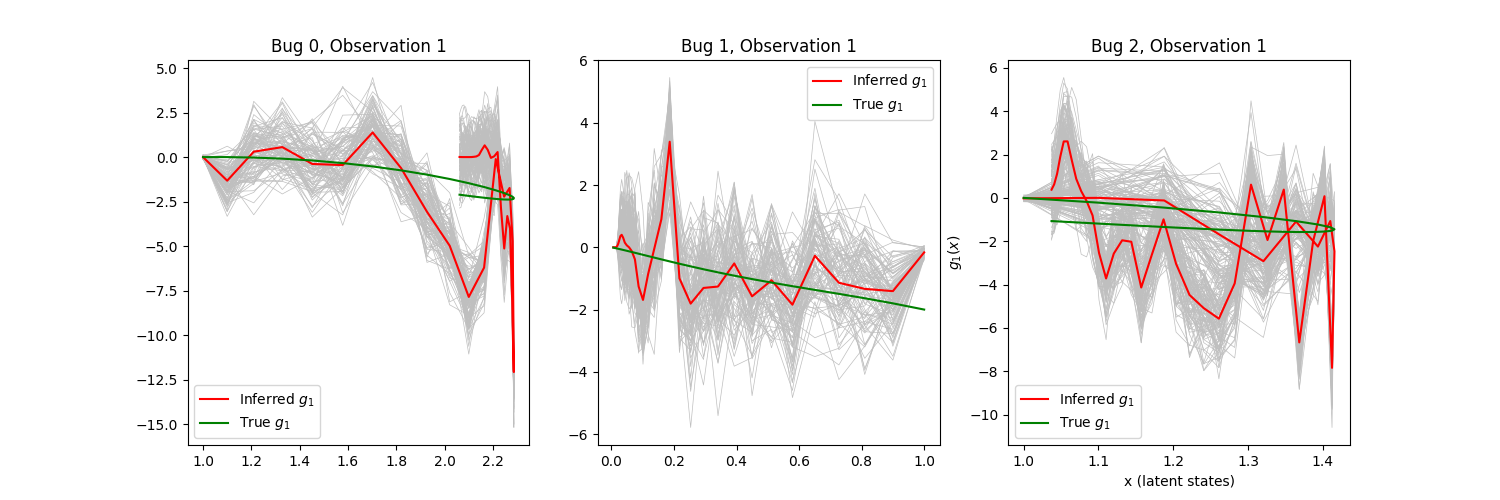 Bug 0, Observation 1
5.0
2.5
0.0
−2.5
−5.0
−7.5
−10.0
−12.5
−15.0
Inferred g₁
True g₁
1.0 1.2 1.4 1.6 1.8 2.0 2.2
Bug 1, Observation 1
6
4
2
0
−2
−4
−6
Inferred g₁
True g₁
0.0 0.2 0.4 0.6 0.8 1.0
Bug 2, Observation 1
g₁(x)
6
4
2
0
−2
−4
−6
−8
−10
Inferred g₁
True g₁
1.0 1.1 1.2 1.3 1.4
x (latent states)